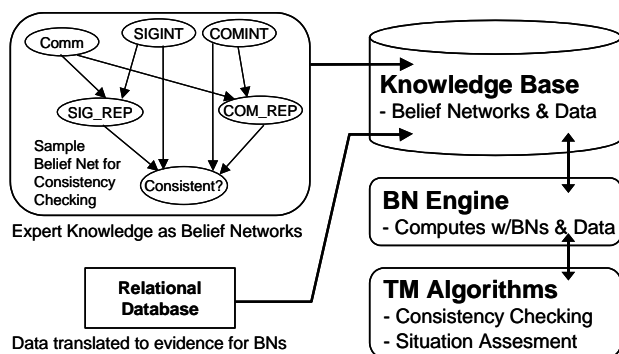 Comm
SIGINT
COMINT
SIG_REP
COM_REP
Sample
Belief Net for
Consistency
Checking
Consistent?
Expert Knowledge as Belief Networks
Relational
Database
Data translated to evidence for BNs
Knowledge Base
- Belief Networks & Data
BN Engine
- Computes w/BNs & Data
TM Algorithms
- Consistency Checking
- Situation Assesment